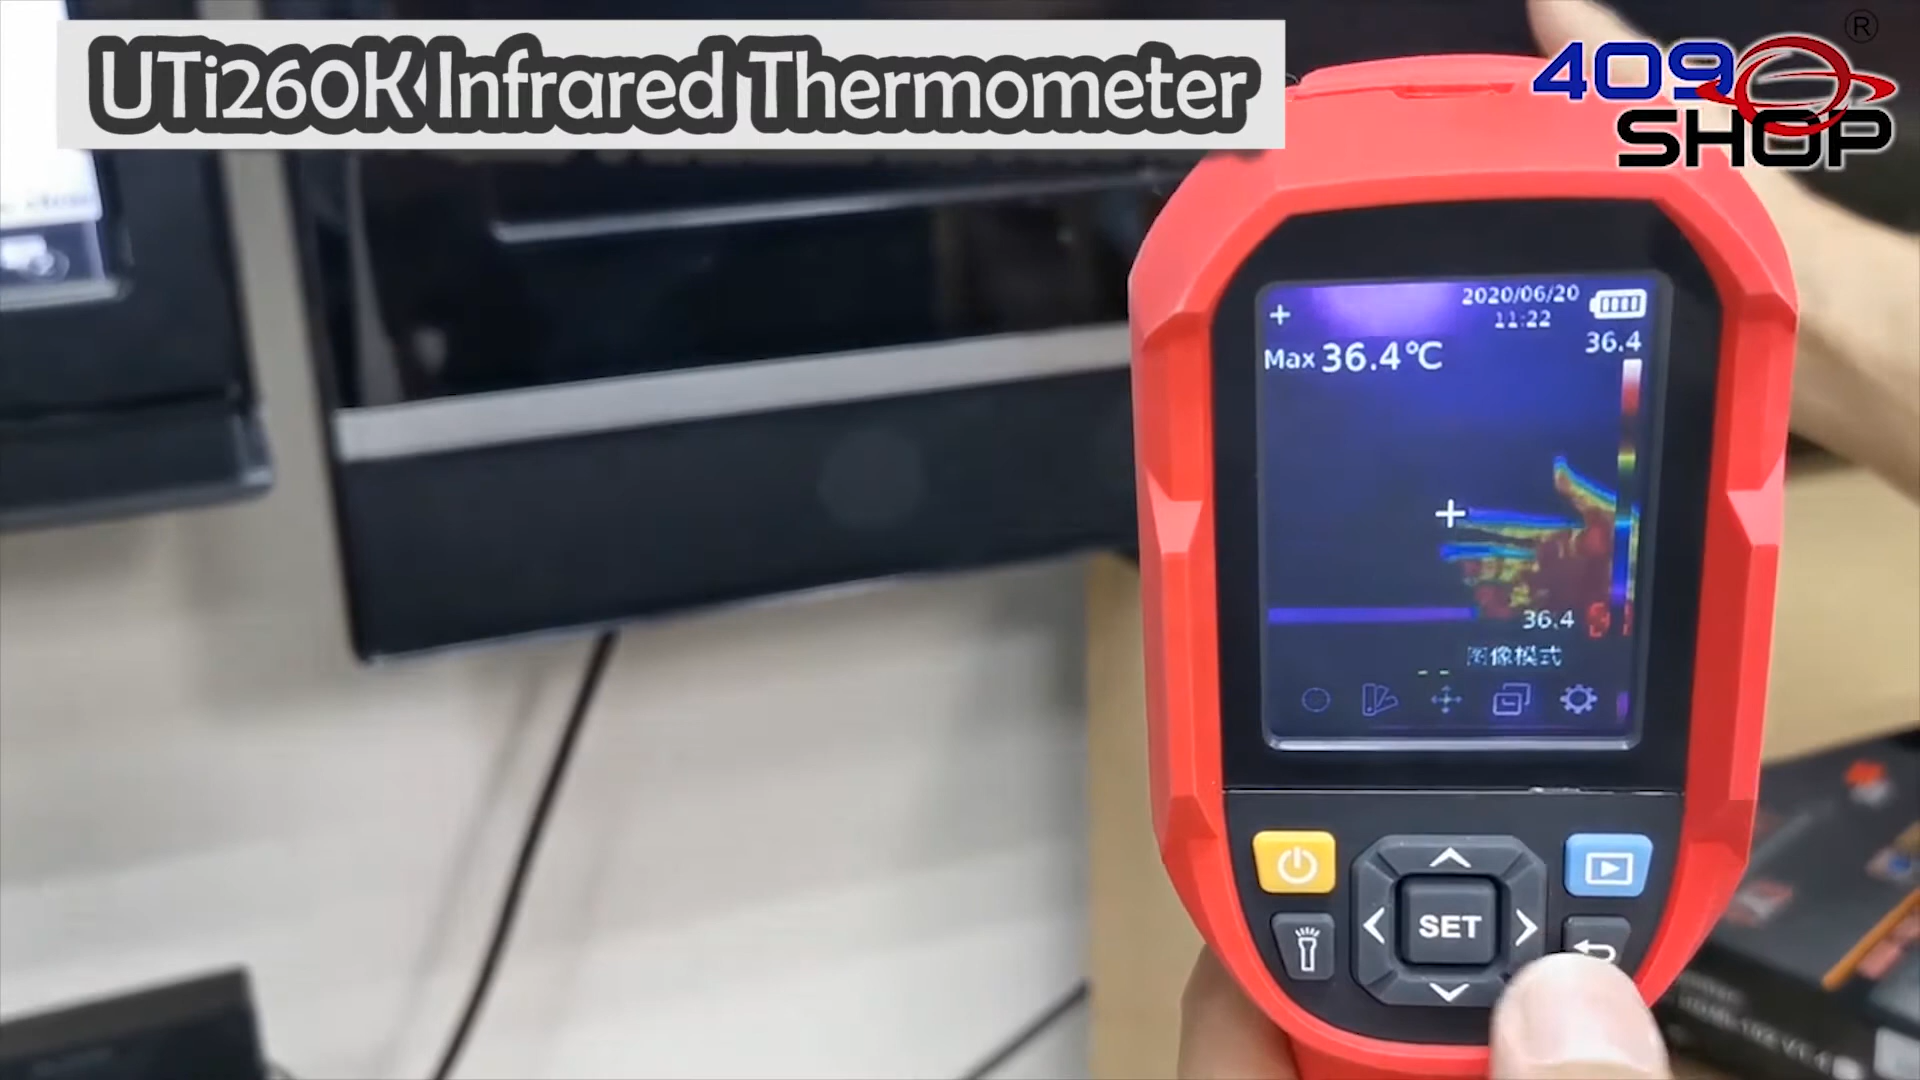 UTi260K Infrared Thermometer
409
SHOP
®
2020/06/20
11:22
36.4
Max 36.4℃
36.4
图像模式
SET